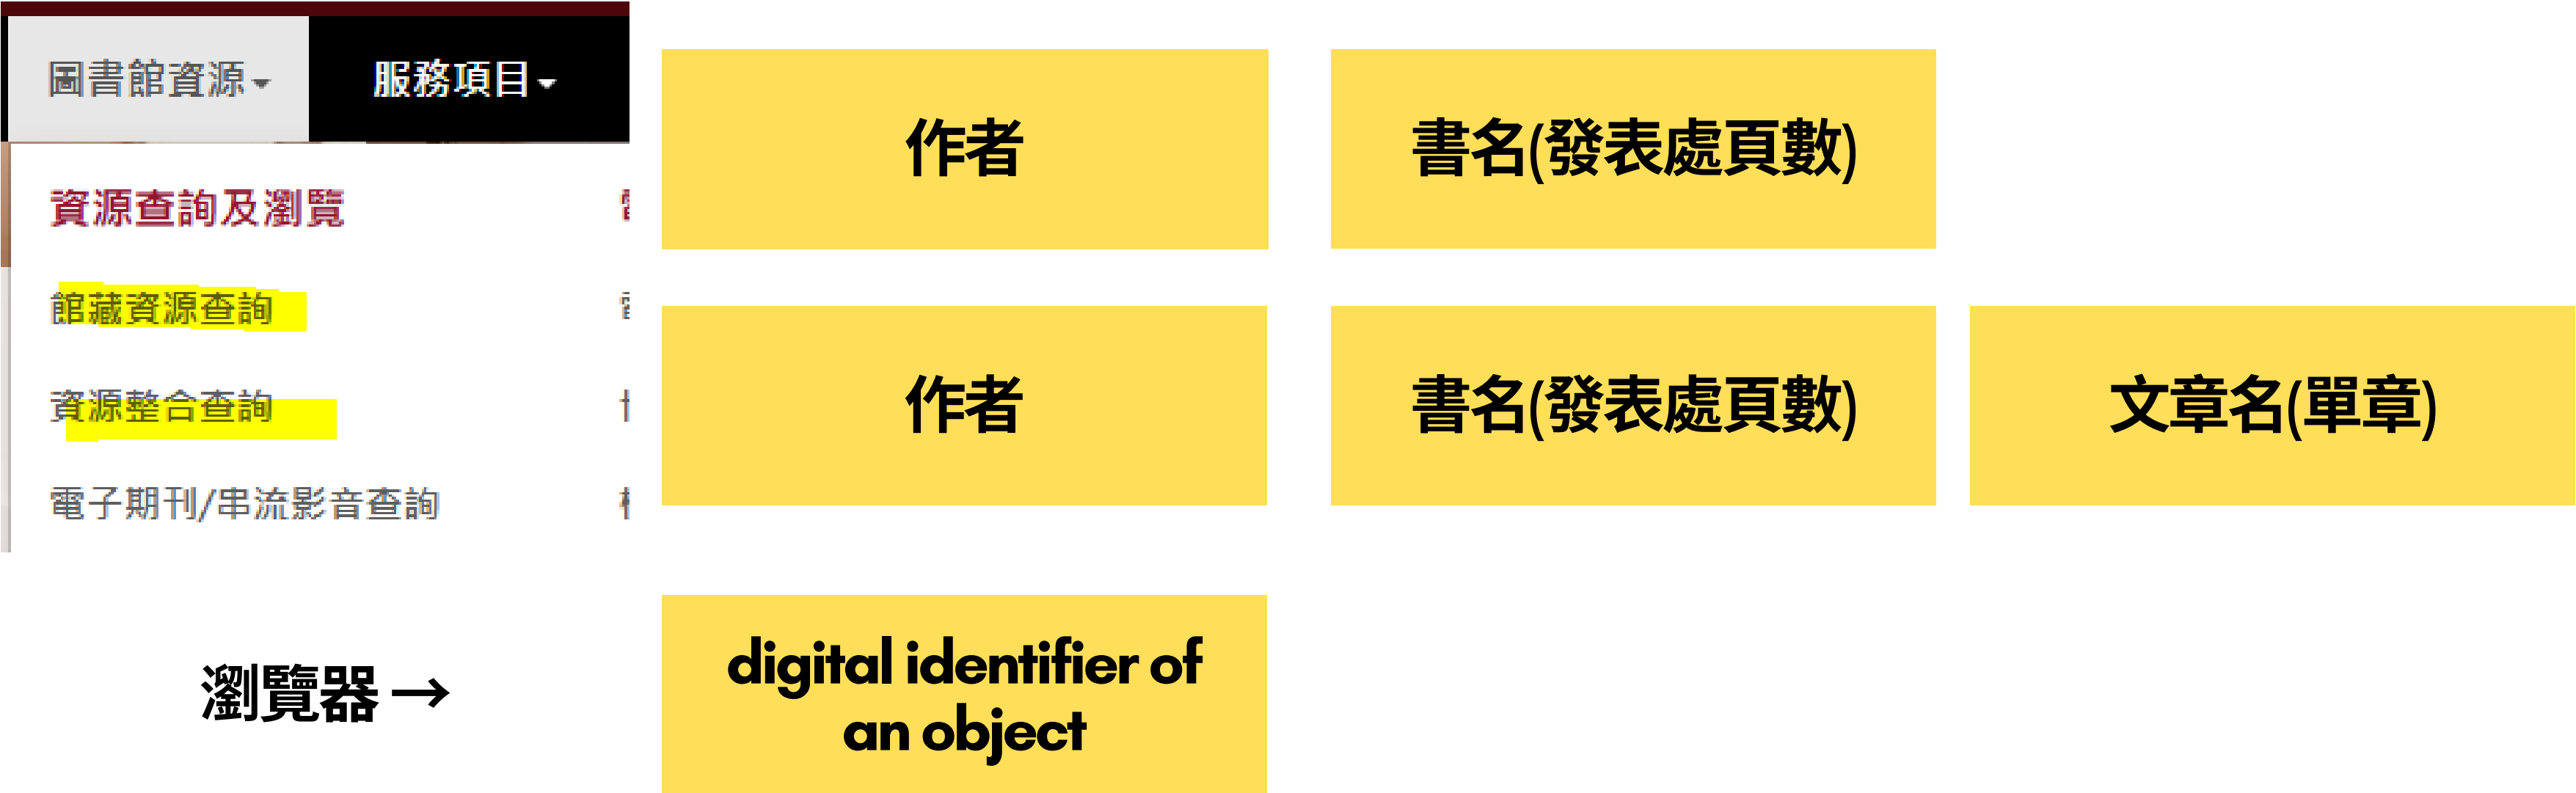 圖書館資源
服務項目
資源查詢及瀏覽
館藏資源查詢
資源整合查詢
電子期刊/串流影音查詢
作者
書名(發表處頁數)
作者
書名(發表處頁數)
文章名(單章)
瀏覽器→
digital identifier of
an object